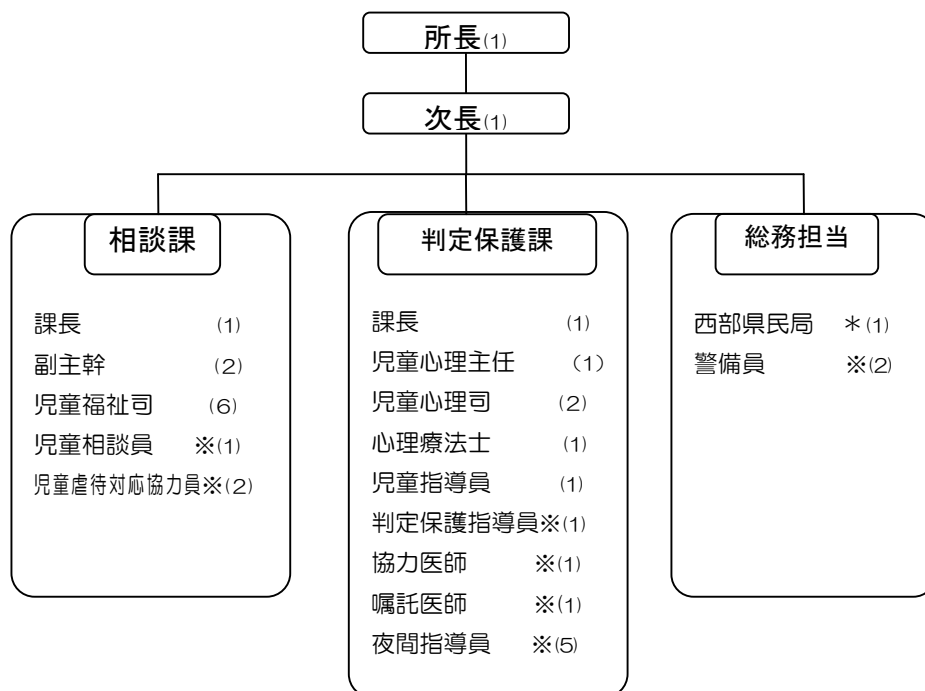 所長(1)
次長(1)
相談課
課長 (1)
副主幹 (2)
児童福祉司 (6)
児童相談員 ※(1)
児童虐待対応協力員※(2)
判定保護課
課長 (1)
児童心理主任 (1)
児童心理司 (2)
心理療法士 (1)
児童指導員 (1)
判定保護指導員※(1)
協力医師 ※(1)
嘱託医師 ※(1)
夜間指導員 ※(5)
総務担当
西部県民局 *(1)
警備員 ※(2)